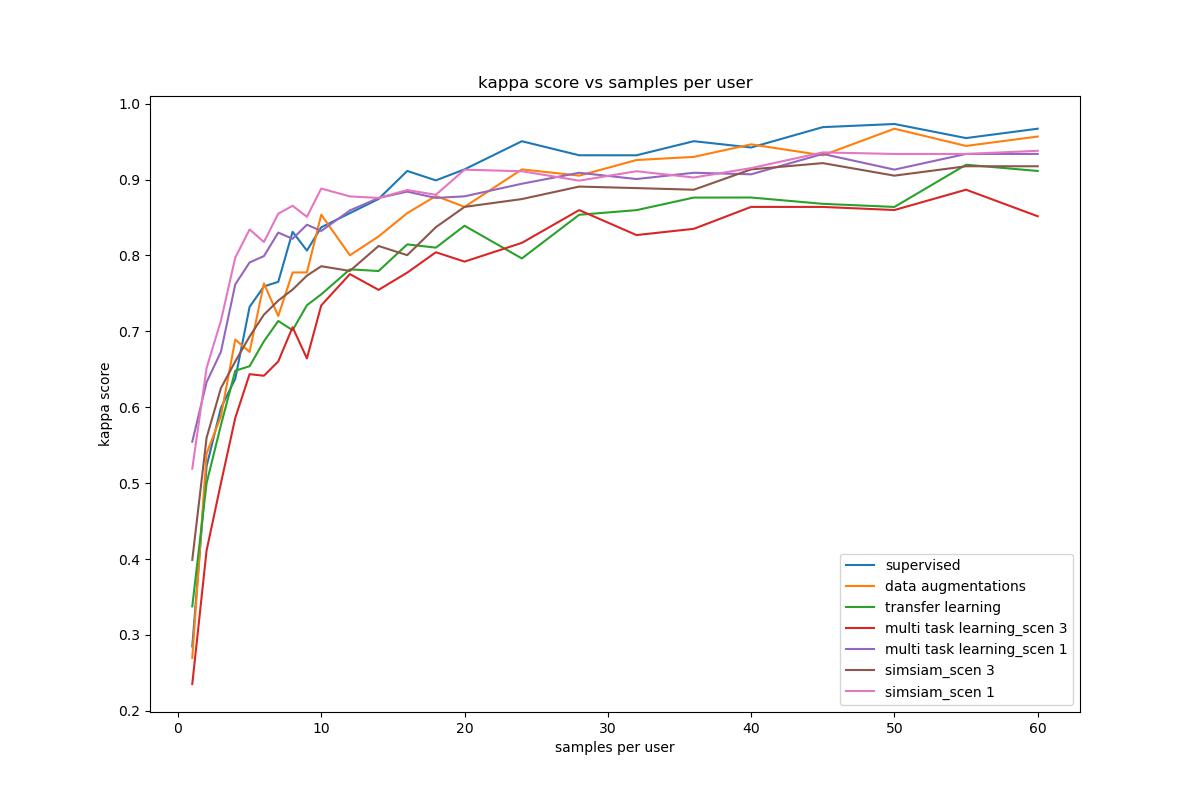 kappa score vs samples per user
1.0
0.9
0.8
0.7
0.6
0.5
0.4
0.3
0.2
kappa score
0 10 20 30 40 50 60
samples per user
supervised
data augmentations
transfer learning
multi task learning_scen 3
multi task learning_scen 1
simsiam_scen 3
simsiam_scen 1